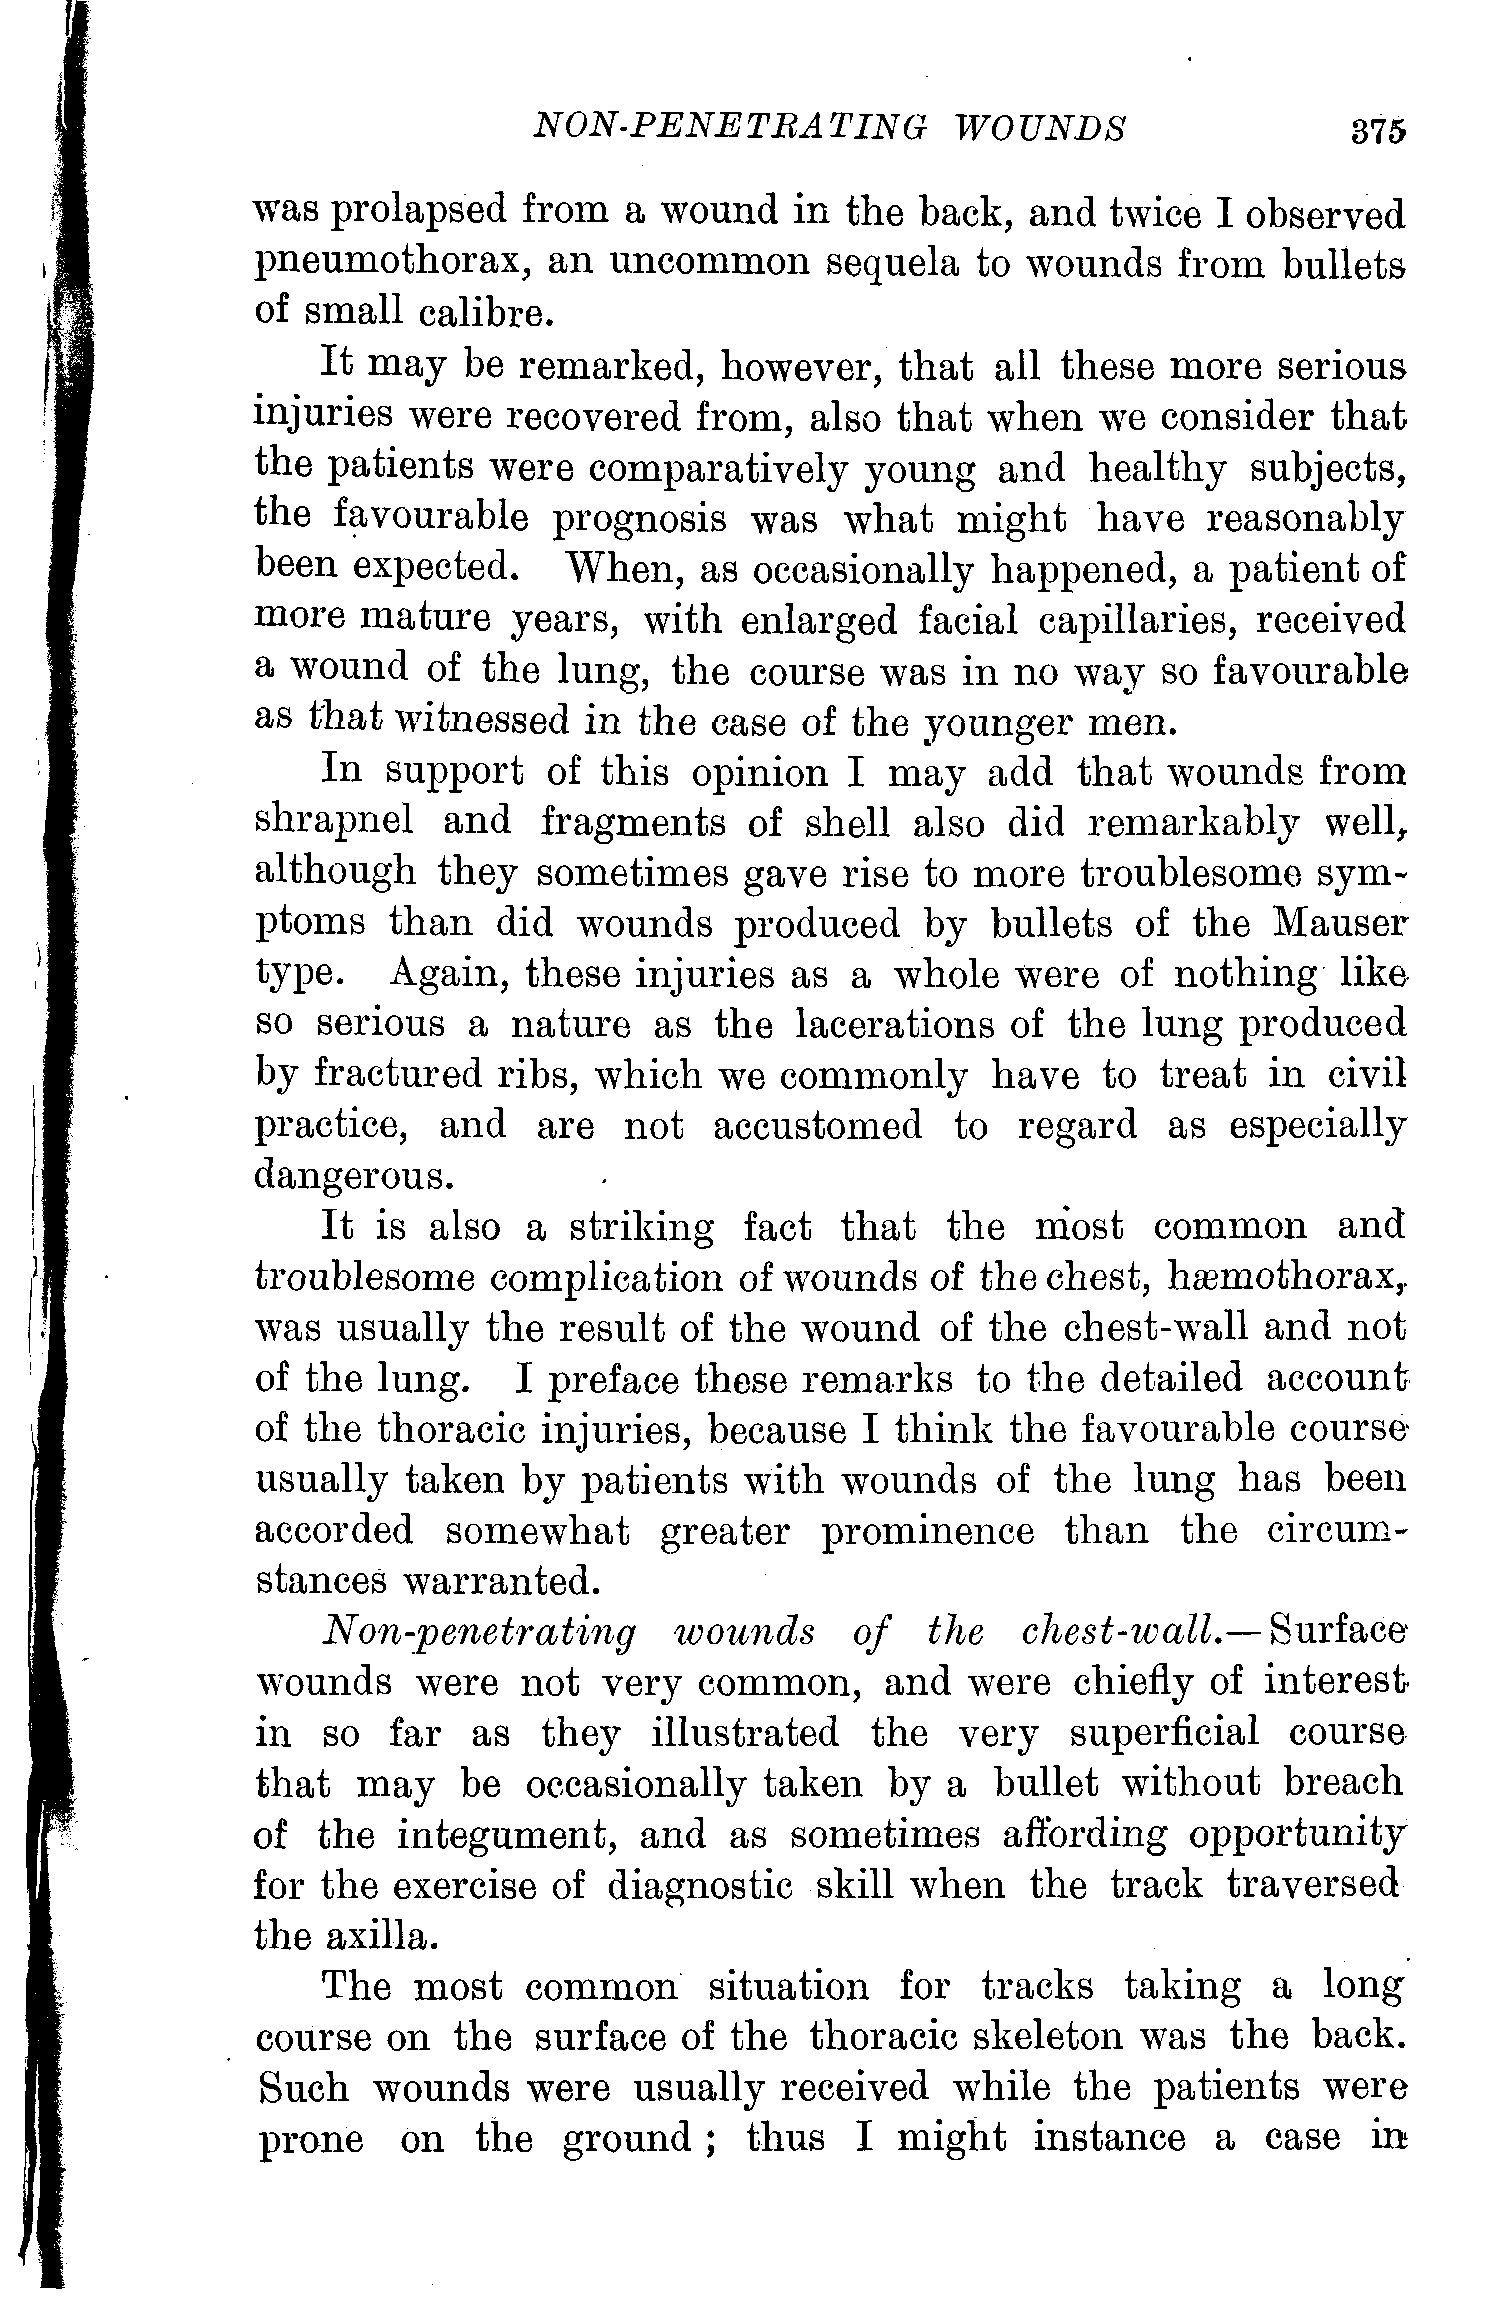 NON-PENETRATING WOUNDS 375
was prolapsed from a wound in the back, and twice I observed
pneumothorax, an uncommon sequela to wounds from bullets
of small calibre.
It may be remarked, however, that all these more serious
injuries were recovered from, also that when we consider that
the patients were comparatively young and healthy subjects,
the favourable prognosis was what might have reasonably
been expected. When, as occasionally happened, a patient of
more mature years, with enlarged facial capillaries, received
a wound of the lung, the course was in no way so favourable
as that witnessed in the case of the younger men.
In support of this opinion I may add that wounds from
shrapnel and fragments of shell also did remarkably well,
although they sometimes gave rise to more troublesome sym-
ptoms than did wounds produced by bullets of the Mauser
type. Again, these injuries as a whole were of nothing like
so serious a nature as the lacerations of the lung produced
by fractured ribs, which we commonly have to treat in civil
practice, and are not accustomed to regard as especially
dangerous.
It is also a striking fact that the most common and
troublesome complication of wounds of the chest, hæmothorax,
was usually the result of the wound of the chest-wall and not
of the lung. I preface these remarks to the detailed account
of the thoracic injuries, because I think the favourable course
usually taken by patients with wounds of the lung has been
accorded somewhat greater prominence than the circum-
stances warranted.
Non-penetrating wounds of the chest-wall.—Surface
wounds were not very common, and were chiefly of interest
in so far as they illustrated the very superficial course
that may be occasionally taken by a bullet without breach
of the integument, and as sometimes affording opportunity
for the exercise of diagnostic skill when the track traversed
the axilla.
The most common situation for tracks taking a long
course on the surface of the thoracic skeleton was the back.
Such wounds were usually received while the patients were
prone on the ground ; thus I might instance a case in